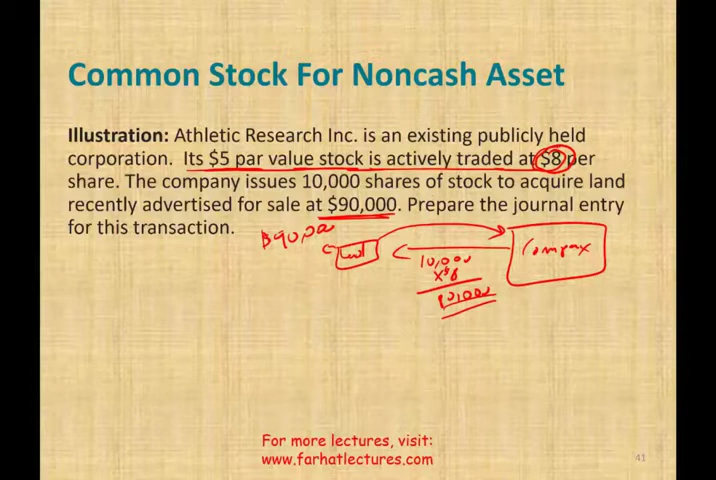 Common Stock For Noncash Asset
Illustration: Athletic Research Inc. is an existing publicly held
corporation. Its $5 par value stock is actively traded at $8 per
share. The company issues 10,000 shares of stock to acquire land
recently advertised for sale at $90,000. Prepare the journal entry
for this transaction.
$90,000
Company
10,000
x$8
For more lectures, visit:
www.farhatlectures.com
41